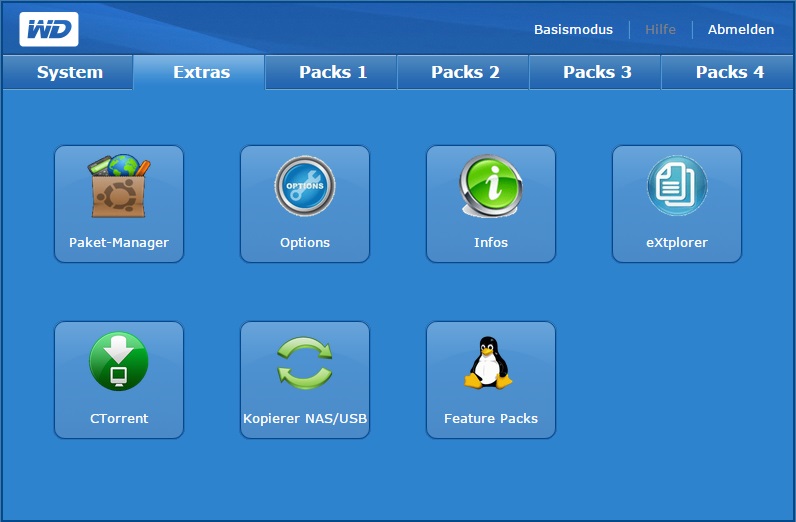 WD
Basismodus Hilfe Abmelden
System Extras Packs 1 Packs 2 Packs 3 Packs 4
OPTIONS
Paket-Manager Options Infos eXtplorer
CTorrent Kopierer NAS/USB Feature Packs